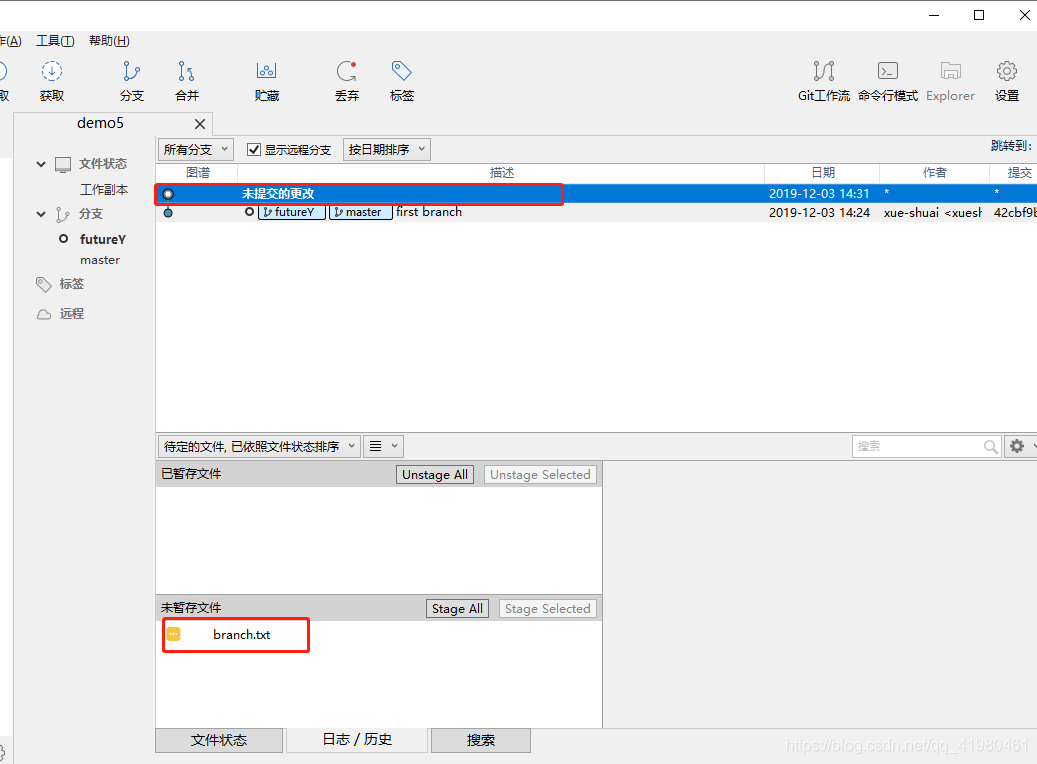 作(A) 工具(T) 帮助(H)
取 获取 分支 合并 贮藏 丢弃 标签 Git工作流 命令行模式 Explorer 设置
demo5
所有分支 显示远程分支 按日期排序 跳转到:
文件状态
工作副本
分支
futureY
master
标签
远程
图谱 描述 日期 作者 提交
未提交的更改 2019-12-03 14:31 * *
futureY master first branch 2019-12-03 14:24 xue-shuai <xuesh 42cbf9b
待定的文件, 已依照文件状态排序 搜索
已暂存文件 Unstage All Unstage Selected
未暂存文件 Stage All Stage Selected
branch.txt
文件状态 日志 / 历史 搜索
https://blog.csdn.net/qq_41980461